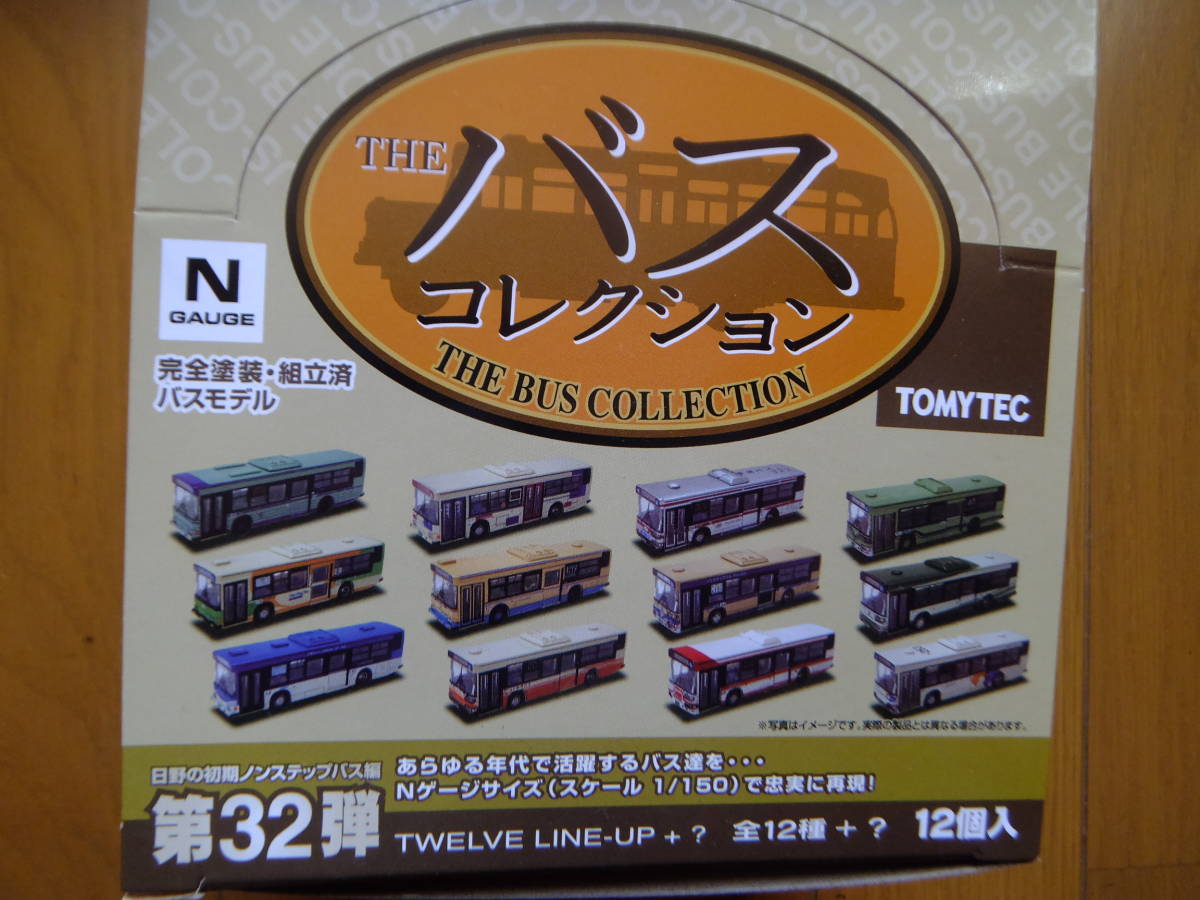 THE
バス
コレクション
THE BUS COLLECTION
N
GAUGE
完全塗装・組立済
バスモデル
TOMYTEC
※写真はイメージです。実際の製品とは異なる場合があります。
日野の初期ノンステップバス編
第32弾
あらゆる年代で活躍するバス達を・・・
Nゲージサイズ(スケール 1/150)で忠実に再現!
TWELVE LINE-UP + ? 全12種 + ? 12個入